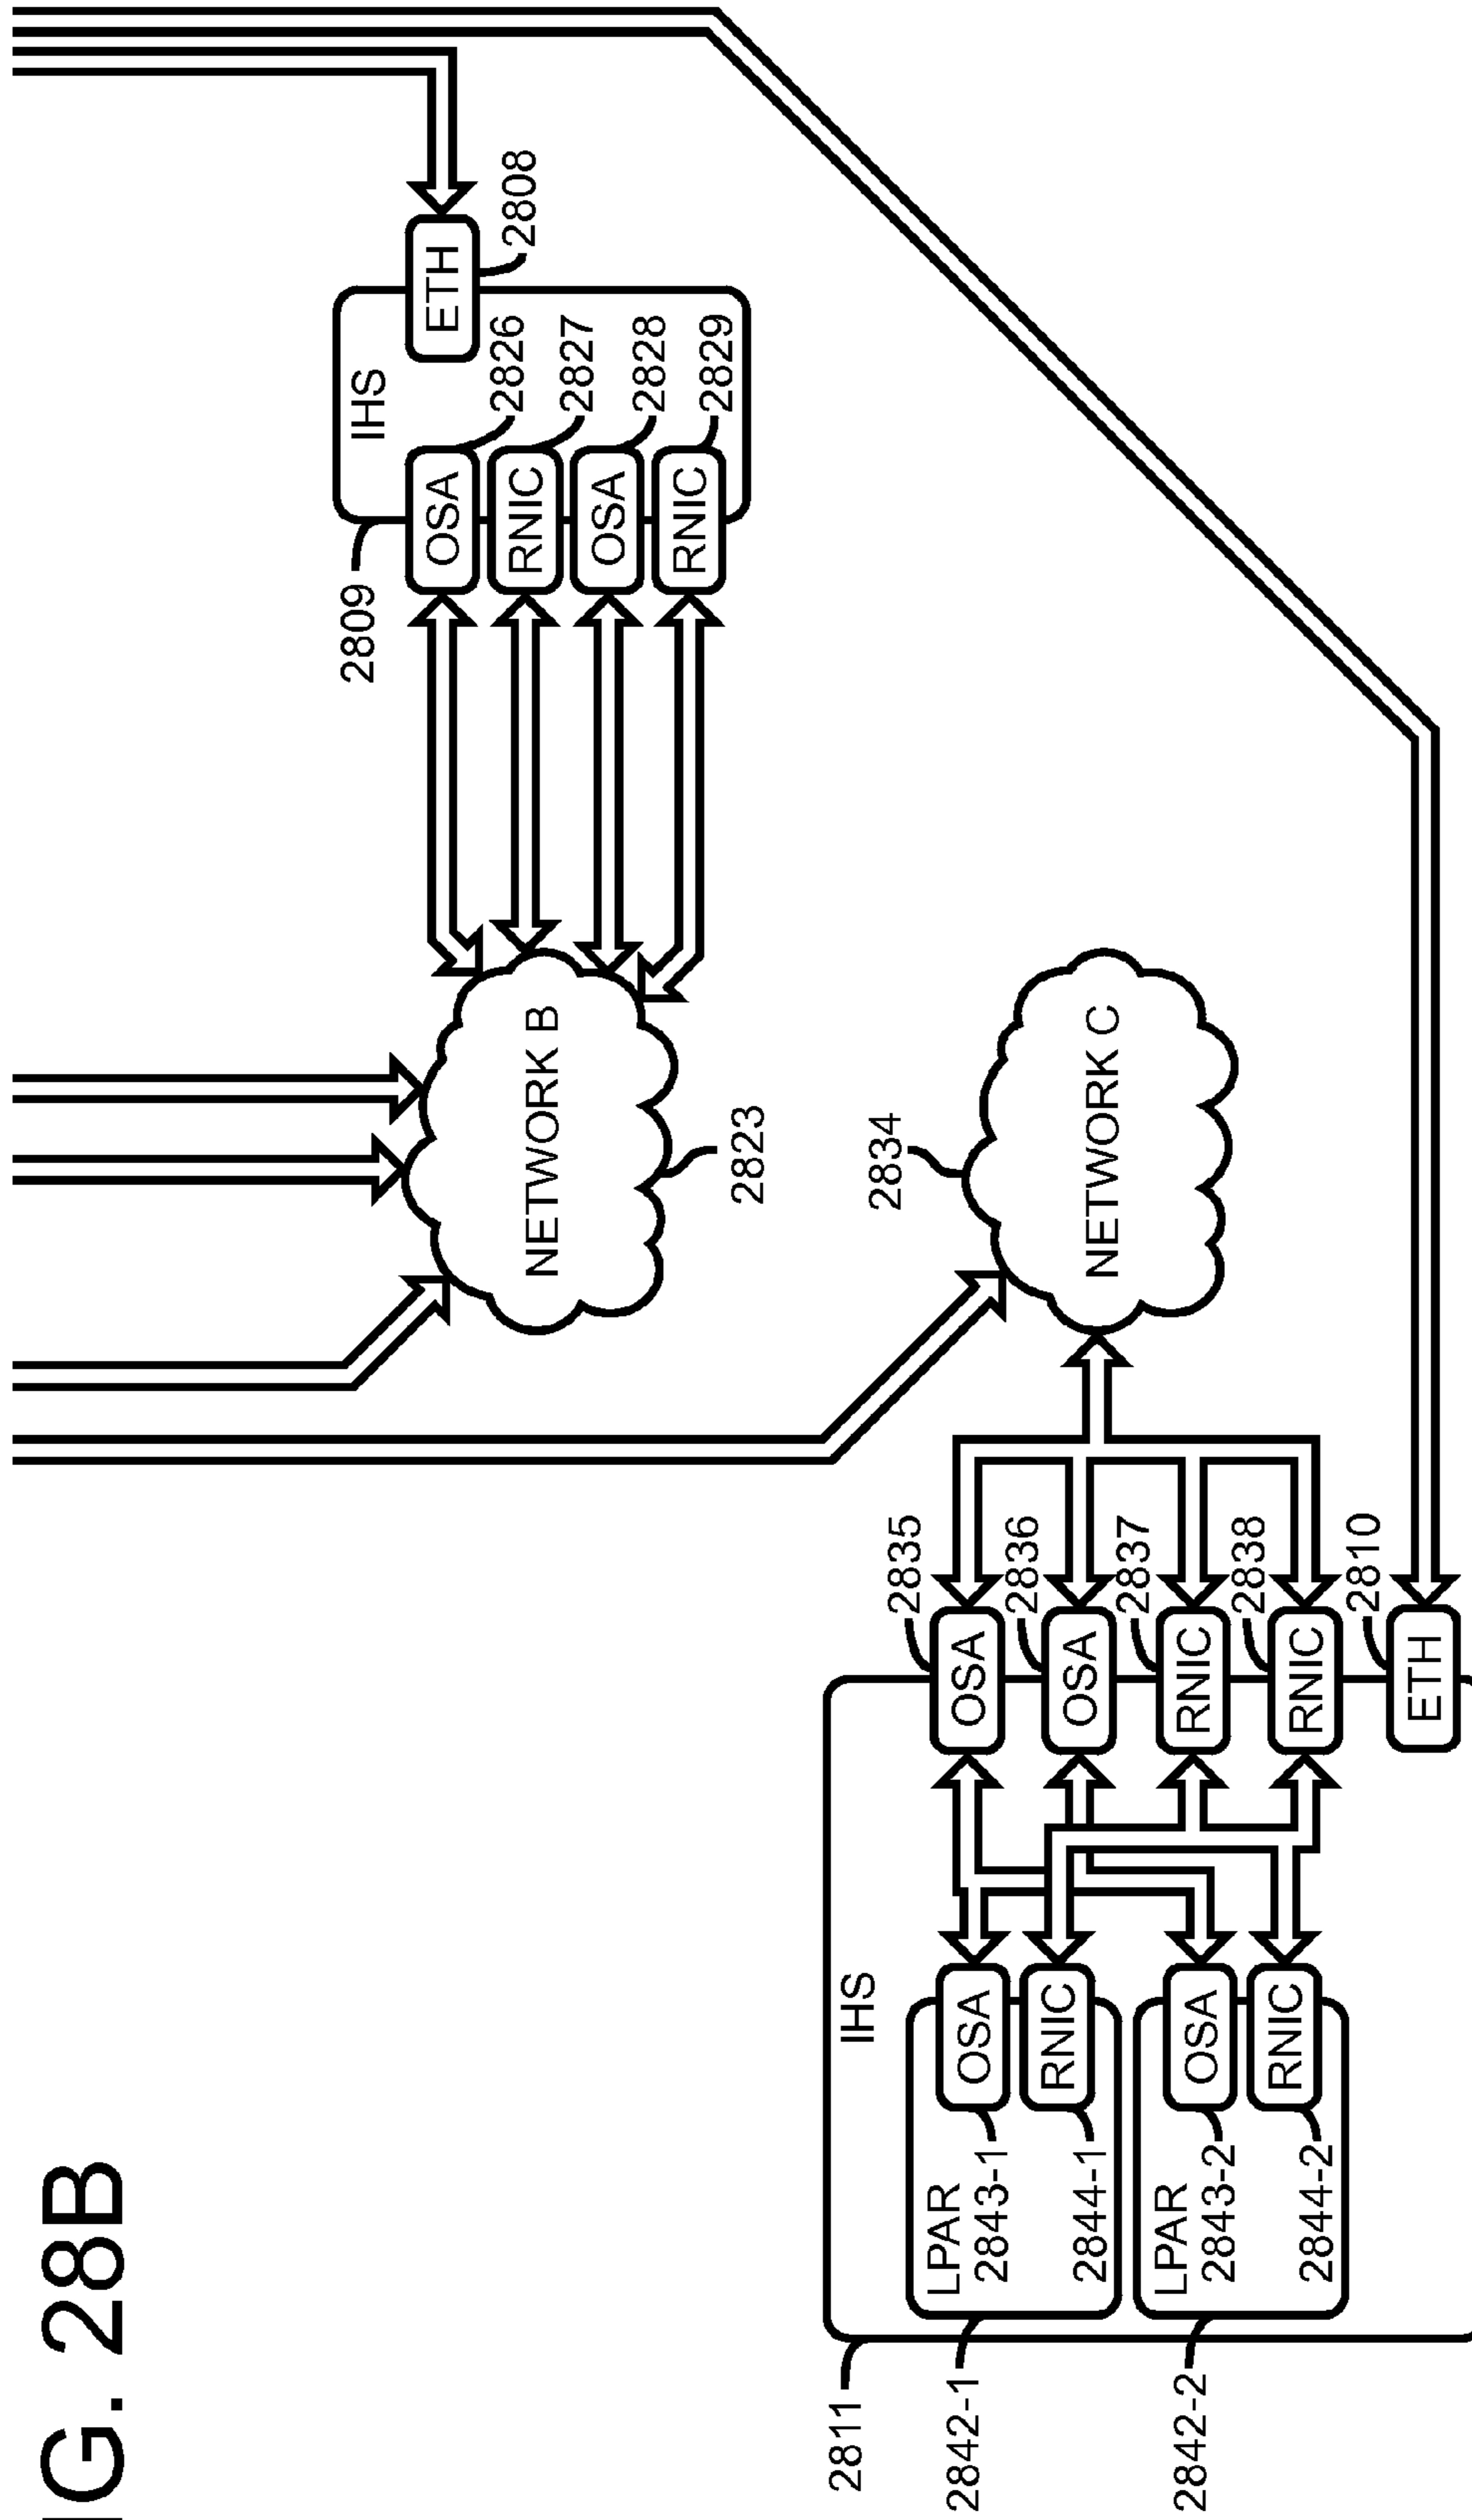 IG. 28B
2809
IHS
OSA
ETH
2808
2826
RNIC
2827
NETWORK B
OSA
2828
RNIC
2829
2823
2834
NETWORK C
2811
IHS
2835
OSA
2836
OSA
2837
RNIC
2838
RNIC
2810
ETH
2842-1
LPAR
OSA
2843-1
RNIC
2844-1
2842-2
LPAR
OSA
2843-2
RNIC
2844-2